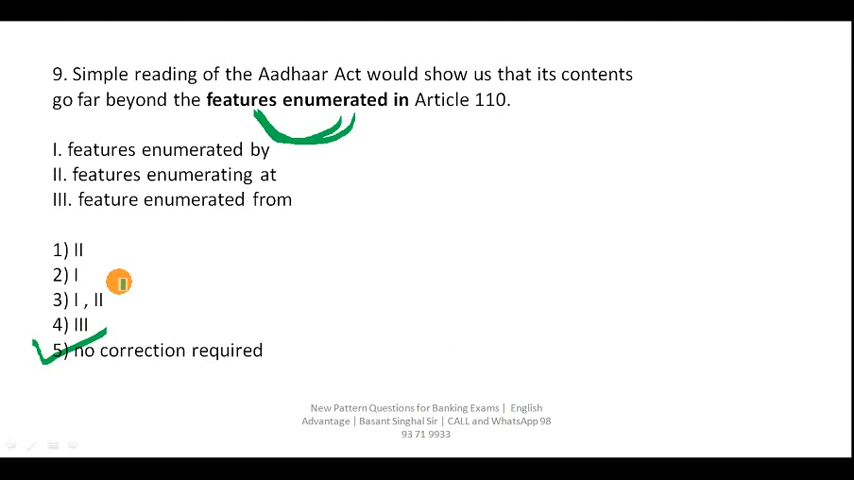 9. Simple reading of the Aadhaar Act would show us that its contents
go far beyond the features enumerated in Article 110.
I. features enumerated by
II. features enumerating at
III. feature enumerated from
1) II
2) I
3) I , II
4) III
5) no correction required
New Pattern Questions for Banking Exams | English
Advantage | Basant Singhal Sir | CALL and WhatsApp 98
93 71 9933